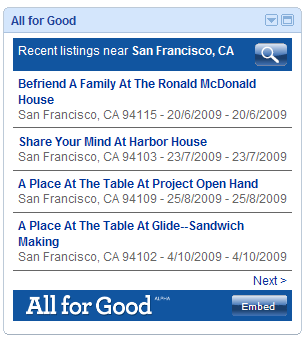 All for Good
Recent listings near San Francisco, CA
Befriend A Family At The Ronald McDonald
House
San Francisco, CA 94115 - 20/6/2009 - 20/6/2009
Share Your Mind At Harbor House
San Francisco, CA 94103 - 23/7/2009 - 23/7/2009
A Place At The Table At Project Open Hand
San Francisco, CA 94109 - 25/8/2009 - 25/8/2009
A Place At The Table At Glide--Sandwich
Making
San Francisco, CA 94102 - 4/10/2009 - 4/10/2009
Next >
All for Good ALPHA
Embed